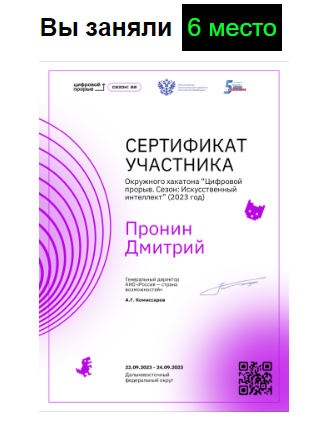 Вы заняли 6 место
цифровой
прорыв
сезон: ии
СЕРТИФИКАТ
УЧАСТНИКА
Окружного хакатона "Цифровой
прорыв. Сезон: Искусственный
интеллект" (2023 год)
Пронин
Дмитрий
Генеральный директор
АНО «Россия – страна
возможностей»
А.Г. Комиссаров
22.09.2023 - 24.09.2023
Дальневосточный
федеральный округ